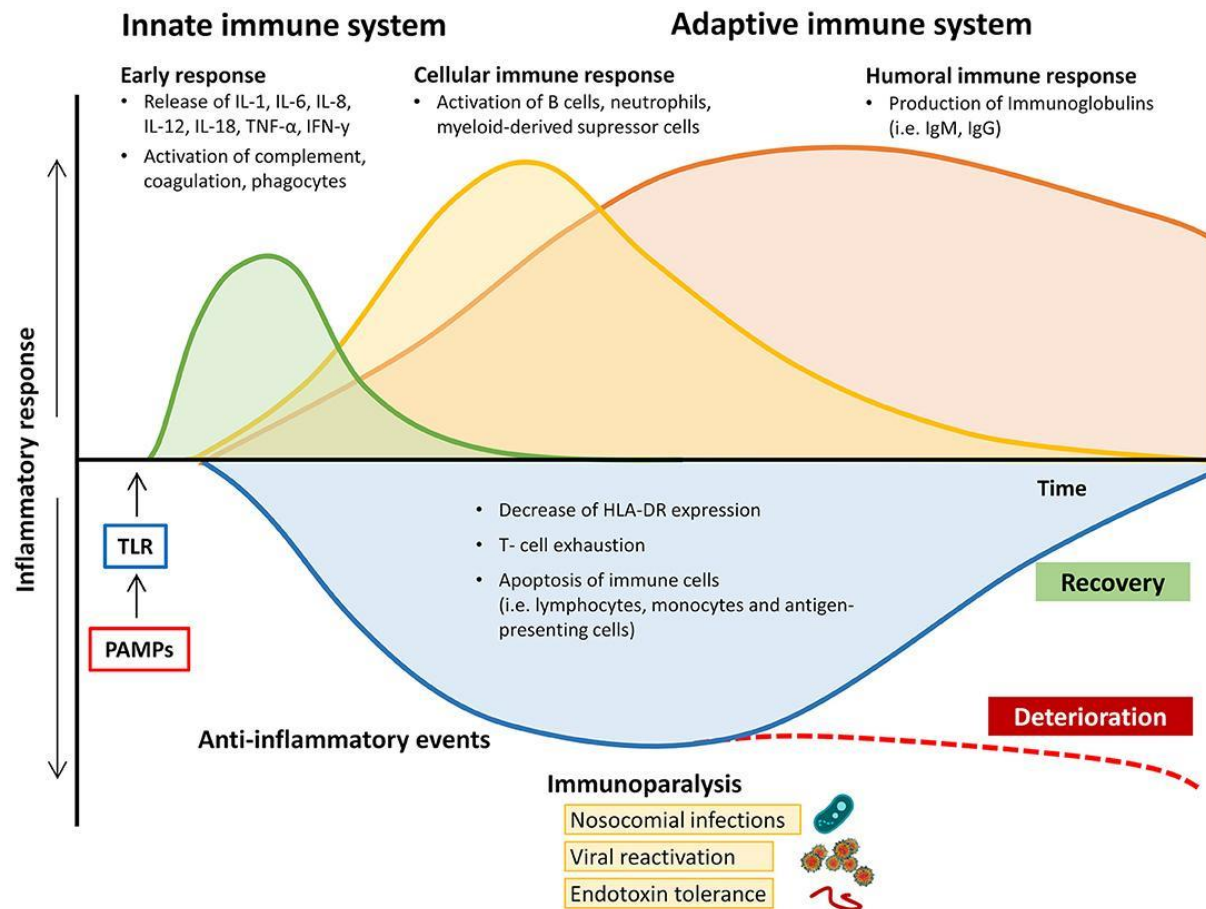 Innate immune system
Adaptive immune system
Early response
• Release of IL-1, IL-6, IL-8,
IL-12, IL-18, TNF-α, IFN-y
• Activation of complement,
coagulation, phagocytes
Cellular immune response
• Activation of B cells, neutrophils,
myeloid-derived supressor cells
Humoral immune response
• Production of Immunoglobulins
(i.e. IgM, IgG)
Inflammatory response
Time
TLR
PAMPs
• Decrease of HLA-DR expression
• T- cell exhaustion
• Apoptosis of immune cells
(i.e. lymphocytes, monocytes and antigen-
presenting cells)
Recovery
Deterioration
Anti-inflammatory events
Immunoparalysis
Nosocomial infections
Viral reactivation
Endotoxin tolerance